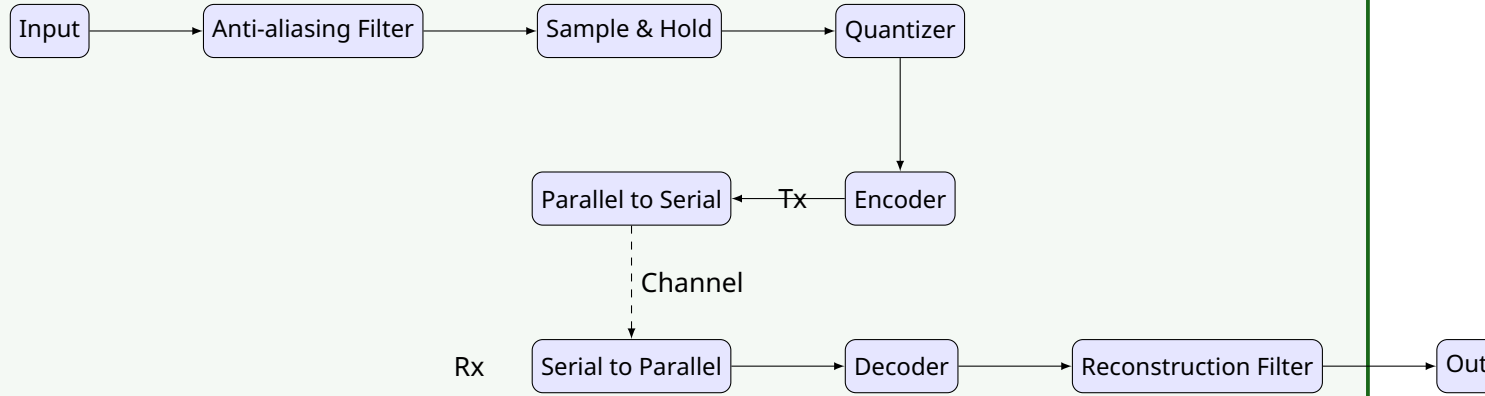 Input
Anti-aliasing Filter
Sample & Hold
Quantizer
Parallel to Serial
Tx
Encoder
Channel
Rx
Serial to Parallel
Decoder
Reconstruction Filter
Out